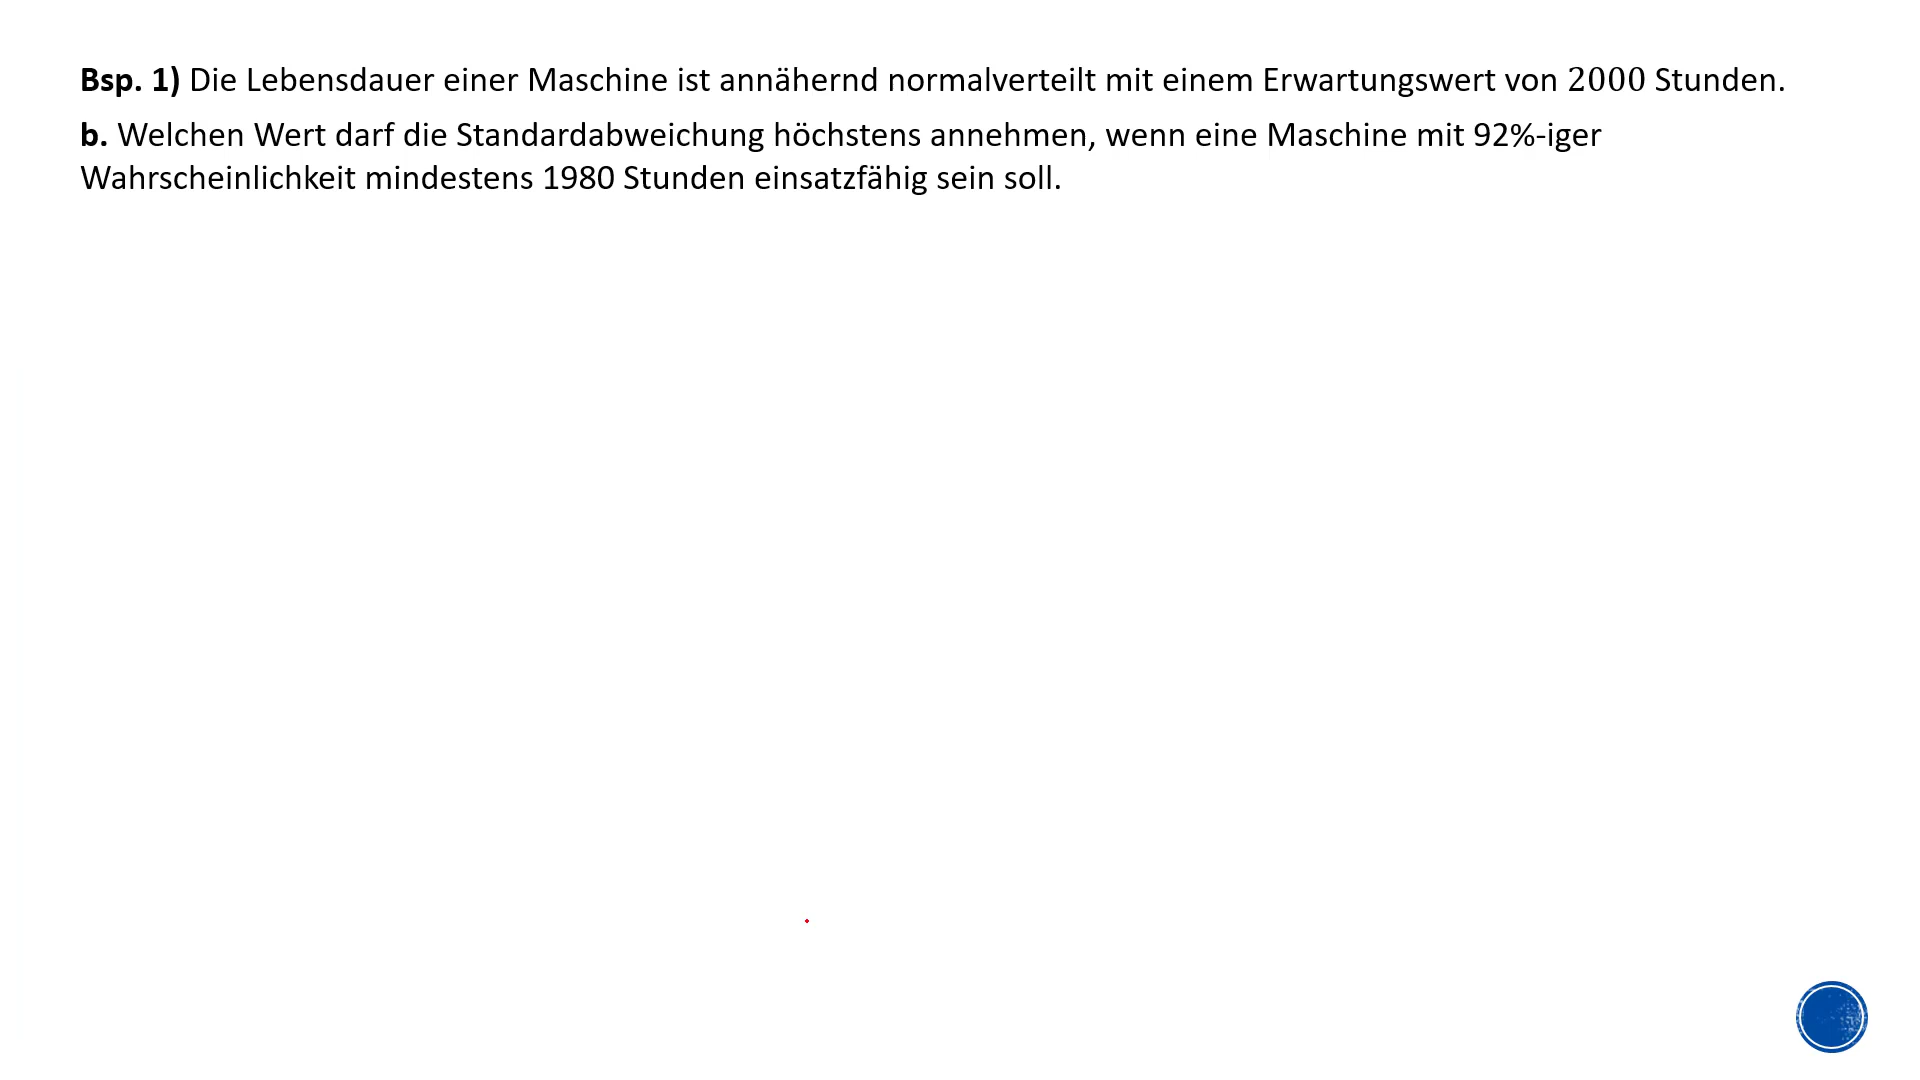 Bsp. 1) Die Lebensdauer einer Maschine ist annähernd normalverteilt mit einem Erwartungswert von 2000 Stunden.
b. Welchen Wert darf die Standardabweichung höchstens annehmen, wenn eine Maschine mit 92%-iger
Wahrscheinlichkeit mindestens 1980 Stunden einsatzfähig sein soll.